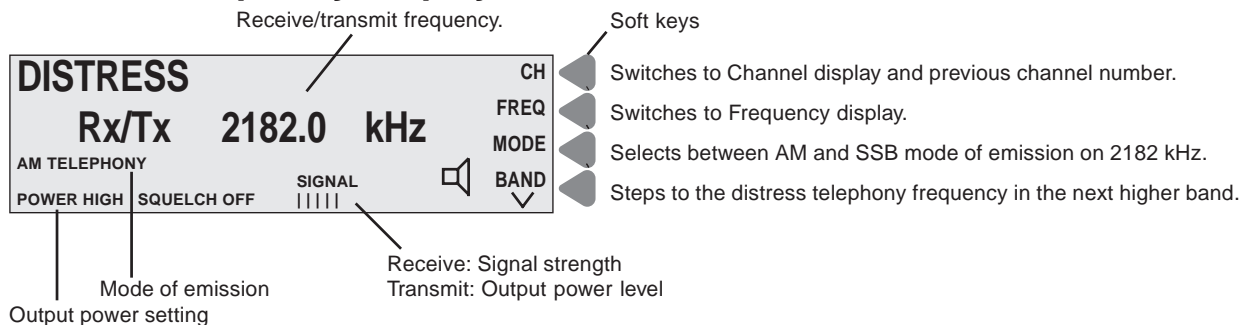 Receive/transmit frequency.
Soft keys
DISTRESS
CH
Switches to Channel display and previous channel number.
Rx/Tx 2182.0 kHz
FREQ
Switches to Frequency display.
AM TELEPHONY
MODE
Selects between AM and SSB mode of emission on 2182 kHz.
POWER HIGH SQUELCH OFF
SIGNAL
BAND
Steps to the distress telephony frequency in the next higher band.
Receive: Signal strength
Transmit: Output power level
Mode of emission
Output power setting